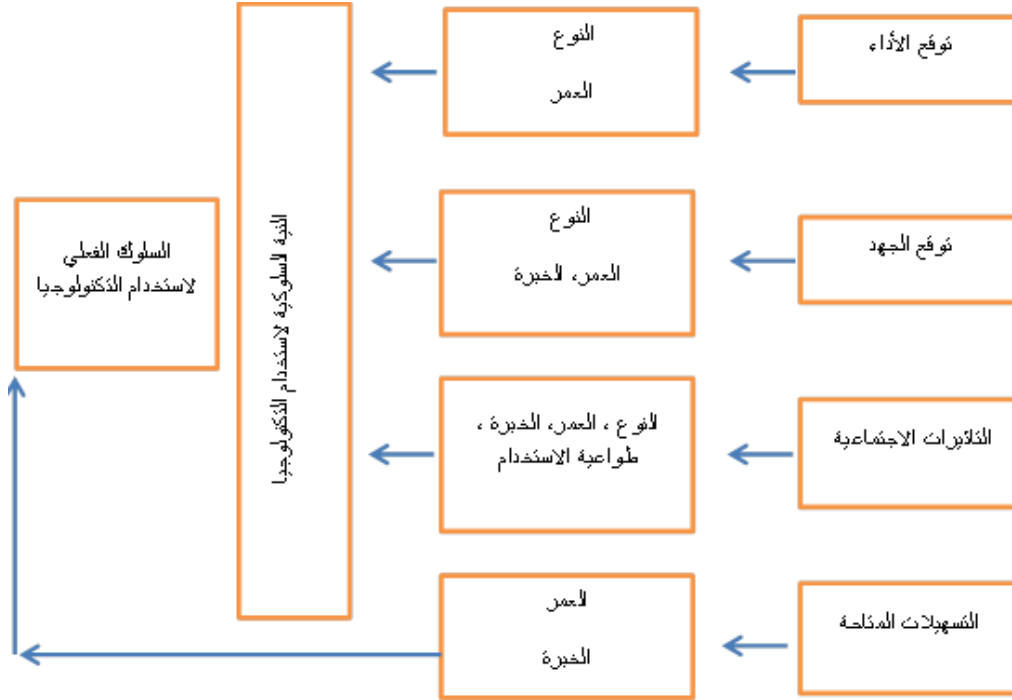 توقع الأداء
النوع
العمر
توقع الجهد
النوع
العمر، الخبرة
التاثيرات الاجتماعية
النوع ، العمر، الخبرة ،
طواعية الاستخدام
التسهيلات المتاحة
العمر
الخبرة
النية السلوكية لاستخدام التكنولوجيا
السلوك الفعلي
لاستخدام التكنولوجيا